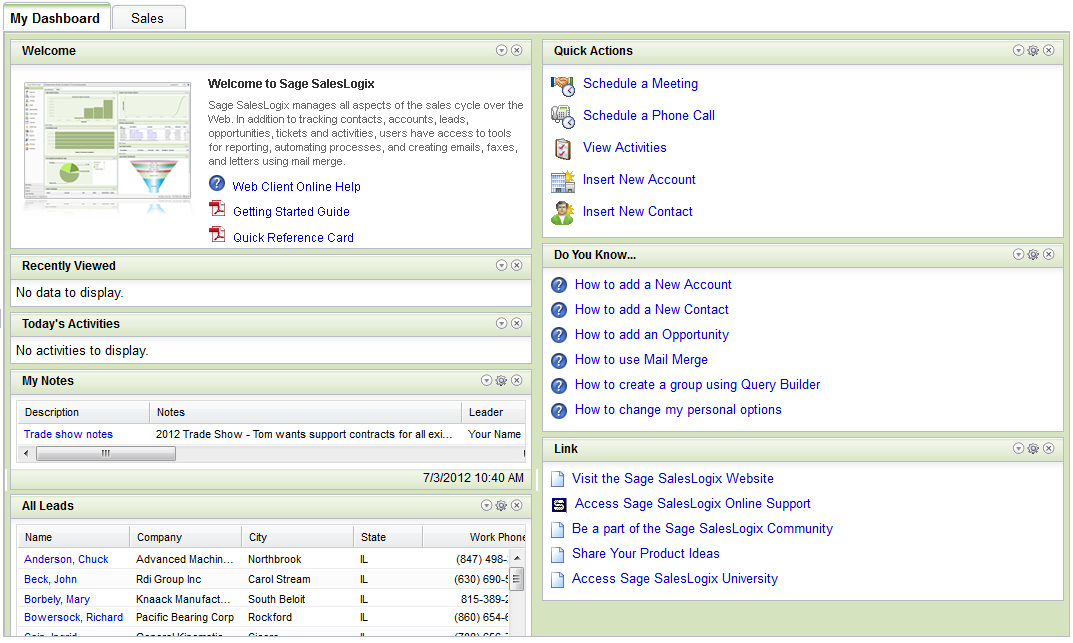 My Dashboard
Sales
Welcome
Welcome to Sage SalesLogix
Sage SalesLogix manages all aspects of the sales cycle over the
Web. In addition to tracking contacts, accounts, leads,
opportunities, tickets and activities, users have access to tools
for reporting, automating processes, and creating emails, faxes,
and letters using mail merge.
Web Client Online Help
Getting Started Guide
Quick Reference Card
Recently Viewed
No data to display.
Today's Activities
No activities to display.
My Notes
Description Notes Leader
Trade show notes 2012 Trade Show - Tom wants support contracts for all exi... Your Name
7/3/2012 10:40 AM
All Leads
Name Company City State Work Phone
Anderson, Chuck Advanced Machin... Northbrook IL (847) 498-
Beck, John Rdi Group Inc Carol Stream IL (630) 690-
Borbely, Mary Knaack Manufact... South Beloit IL 815-389-
Bowersock, Richard Pacific Bearing Corp Rockford IL (860) 654-
Quick Actions
Schedule a Meeting
Schedule a Phone Call
View Activities
Insert New Account
Insert New Contact
Do You Know...
How to add a New Account
How to add a New Contact
How to add an Opportunity
How to use Mail Merge
How to create a group using Query Builder
How to change my personal options
Link
Visit the Sage SalesLogix Website
Access Sage SalesLogix Online Support
Be a part of the Sage SalesLogix Community
Share Your Product Ideas
Access Sage SalesLogix University